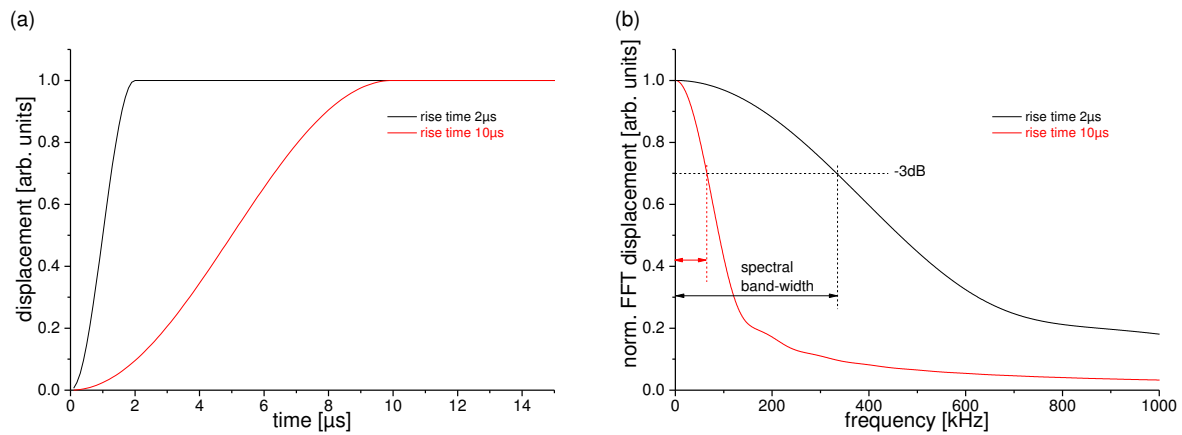 (a)
displacement [arb. units]
1.0
0.8
0.6
0.4
0.2
0.0
rise time 2µs
rise time 10µs
0 2 4 6 8 10 12 14
time [µs]
(b)
norm. FFT displacement [arb. units]
1.0
0.8
0.6
0.4
0.2
0.0
rise time 2µs
rise time 10µs
-3dB
spectral
band-width
0 200 400 600 800 1000
frequency [kHz]